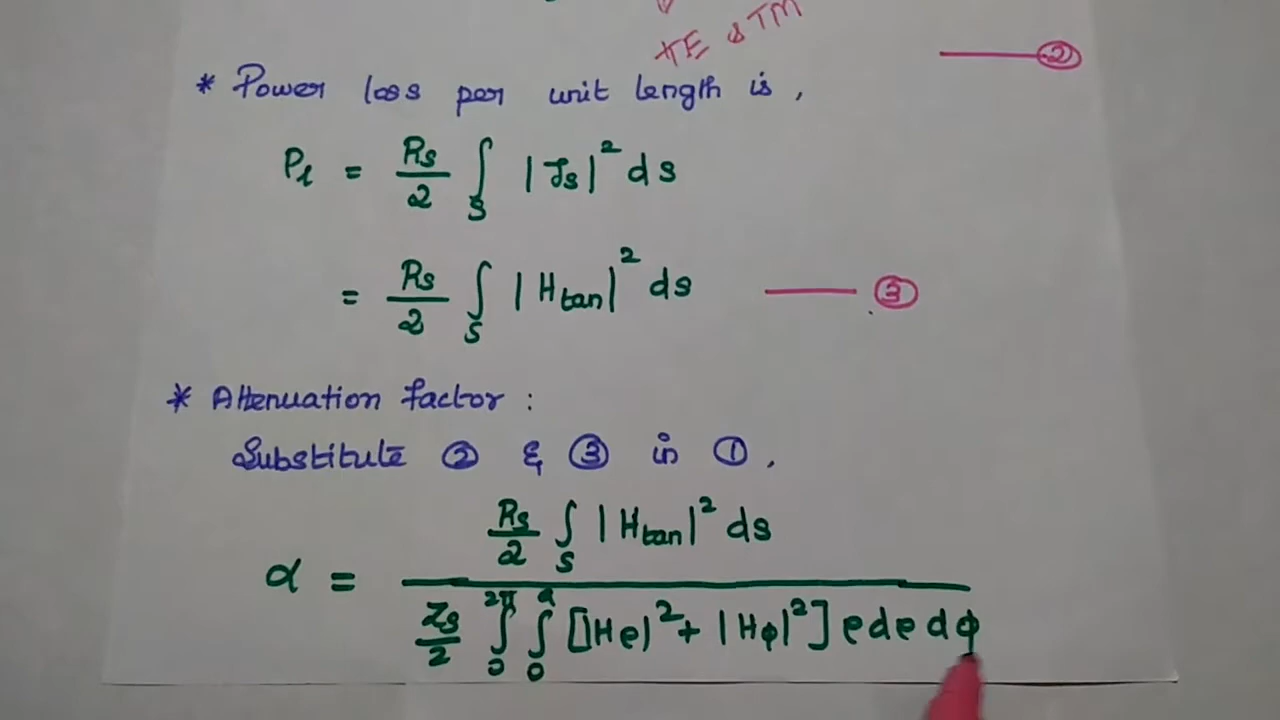 TE & TM
②
* Power loss per unit length is,
Pl = Rs/2 ∫S |Js|² ds
= Rs/2 ∫S |Htan|² ds ③
* Attenuation factor :
Substitute ② & ③ in ①,
α = Rs/2 ∫S |Htan|² ds
Zs/2 ∫0^2π ∫0^a [|Hρ|² + |Hϕ|²] ρdρdϕ